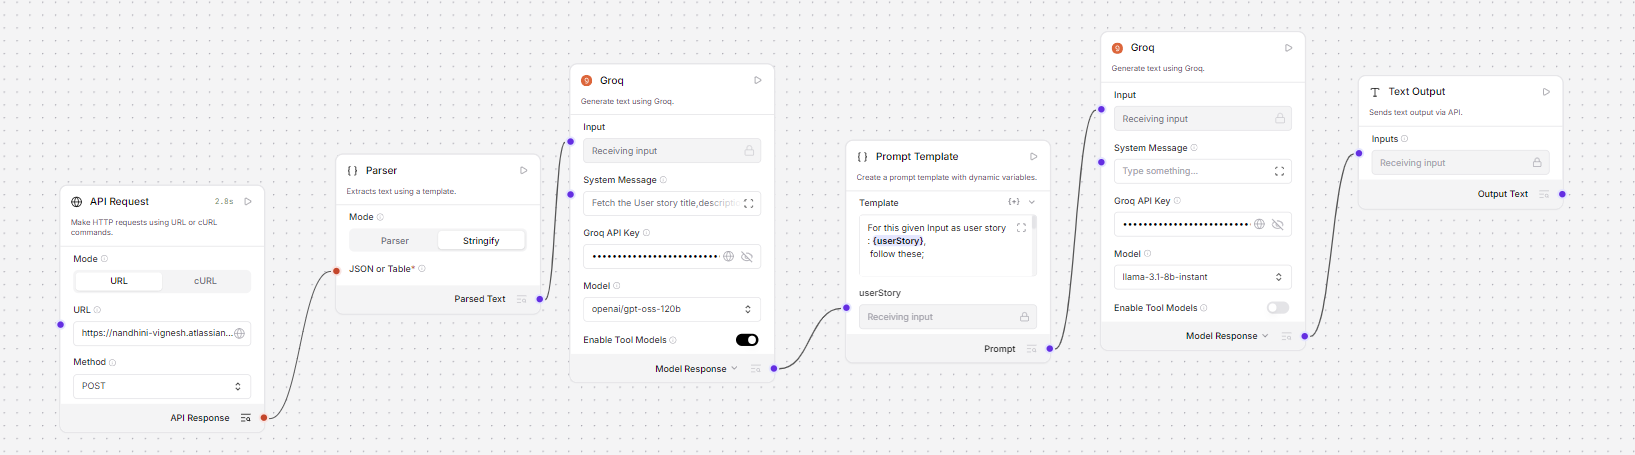 API Request
2.8s
Make HTTP requests using URL or cURL
commands.
Mode
URL
cURL
URL
https://nandhini-vignesh.atlassian...
Method
POST
API Response
Parser
Extracts text using a template.
Mode
Parser
Stringify
JSON or Table*
Parsed Text
Groq
Generate text using Groq.
Input
Receiving input
System Message
Fetch the User story title,descripti
Groq API Key
Model
openai/gpt-oss-120b
Enable Tool Models
Model Response
Prompt Template
Create a prompt template with dynamic variables.
Template
For this given Input as user story
: {userStory},
follow these;
userStory
Receiving input
Prompt
Groq
Generate text using Groq.
Input
Receiving input
System Message
Type something...
Groq API Key
Model
llama-3.1-8b-instant
Enable Tool Models
Model Response
Text Output
Sends text output via API.
Inputs
Receiving input
Output Text